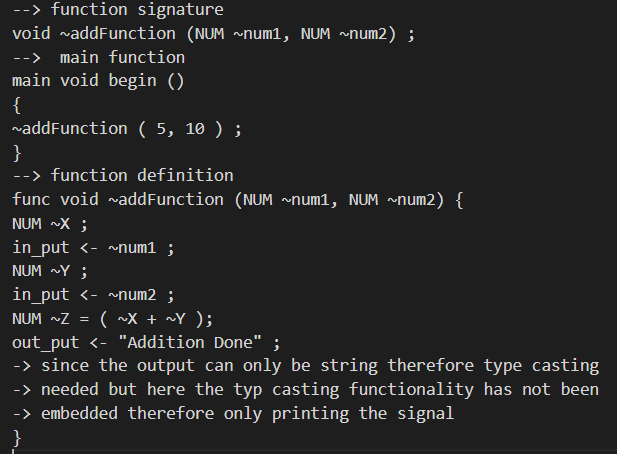 --> function signature
void ~addFunction (NUM ~num1, NUM ~num2) ;
-->  main function
main void begin ()
{
~addFunction ( 5, 10 ) ;
}
--> function definition
func void ~addFunction (NUM ~num1, NUM ~num2) {
NUM ~X ;
in_put <- ~num1 ;
NUM ~Y ;
in_put <- ~num2 ;
NUM ~Z = ( ~X + ~Y );
out_put <- "Addition Done" ;
-> since the output can only be string therefore type casting
-> needed but here the typ casting functionality has not been
-> embedded therefore only printing the signal
}